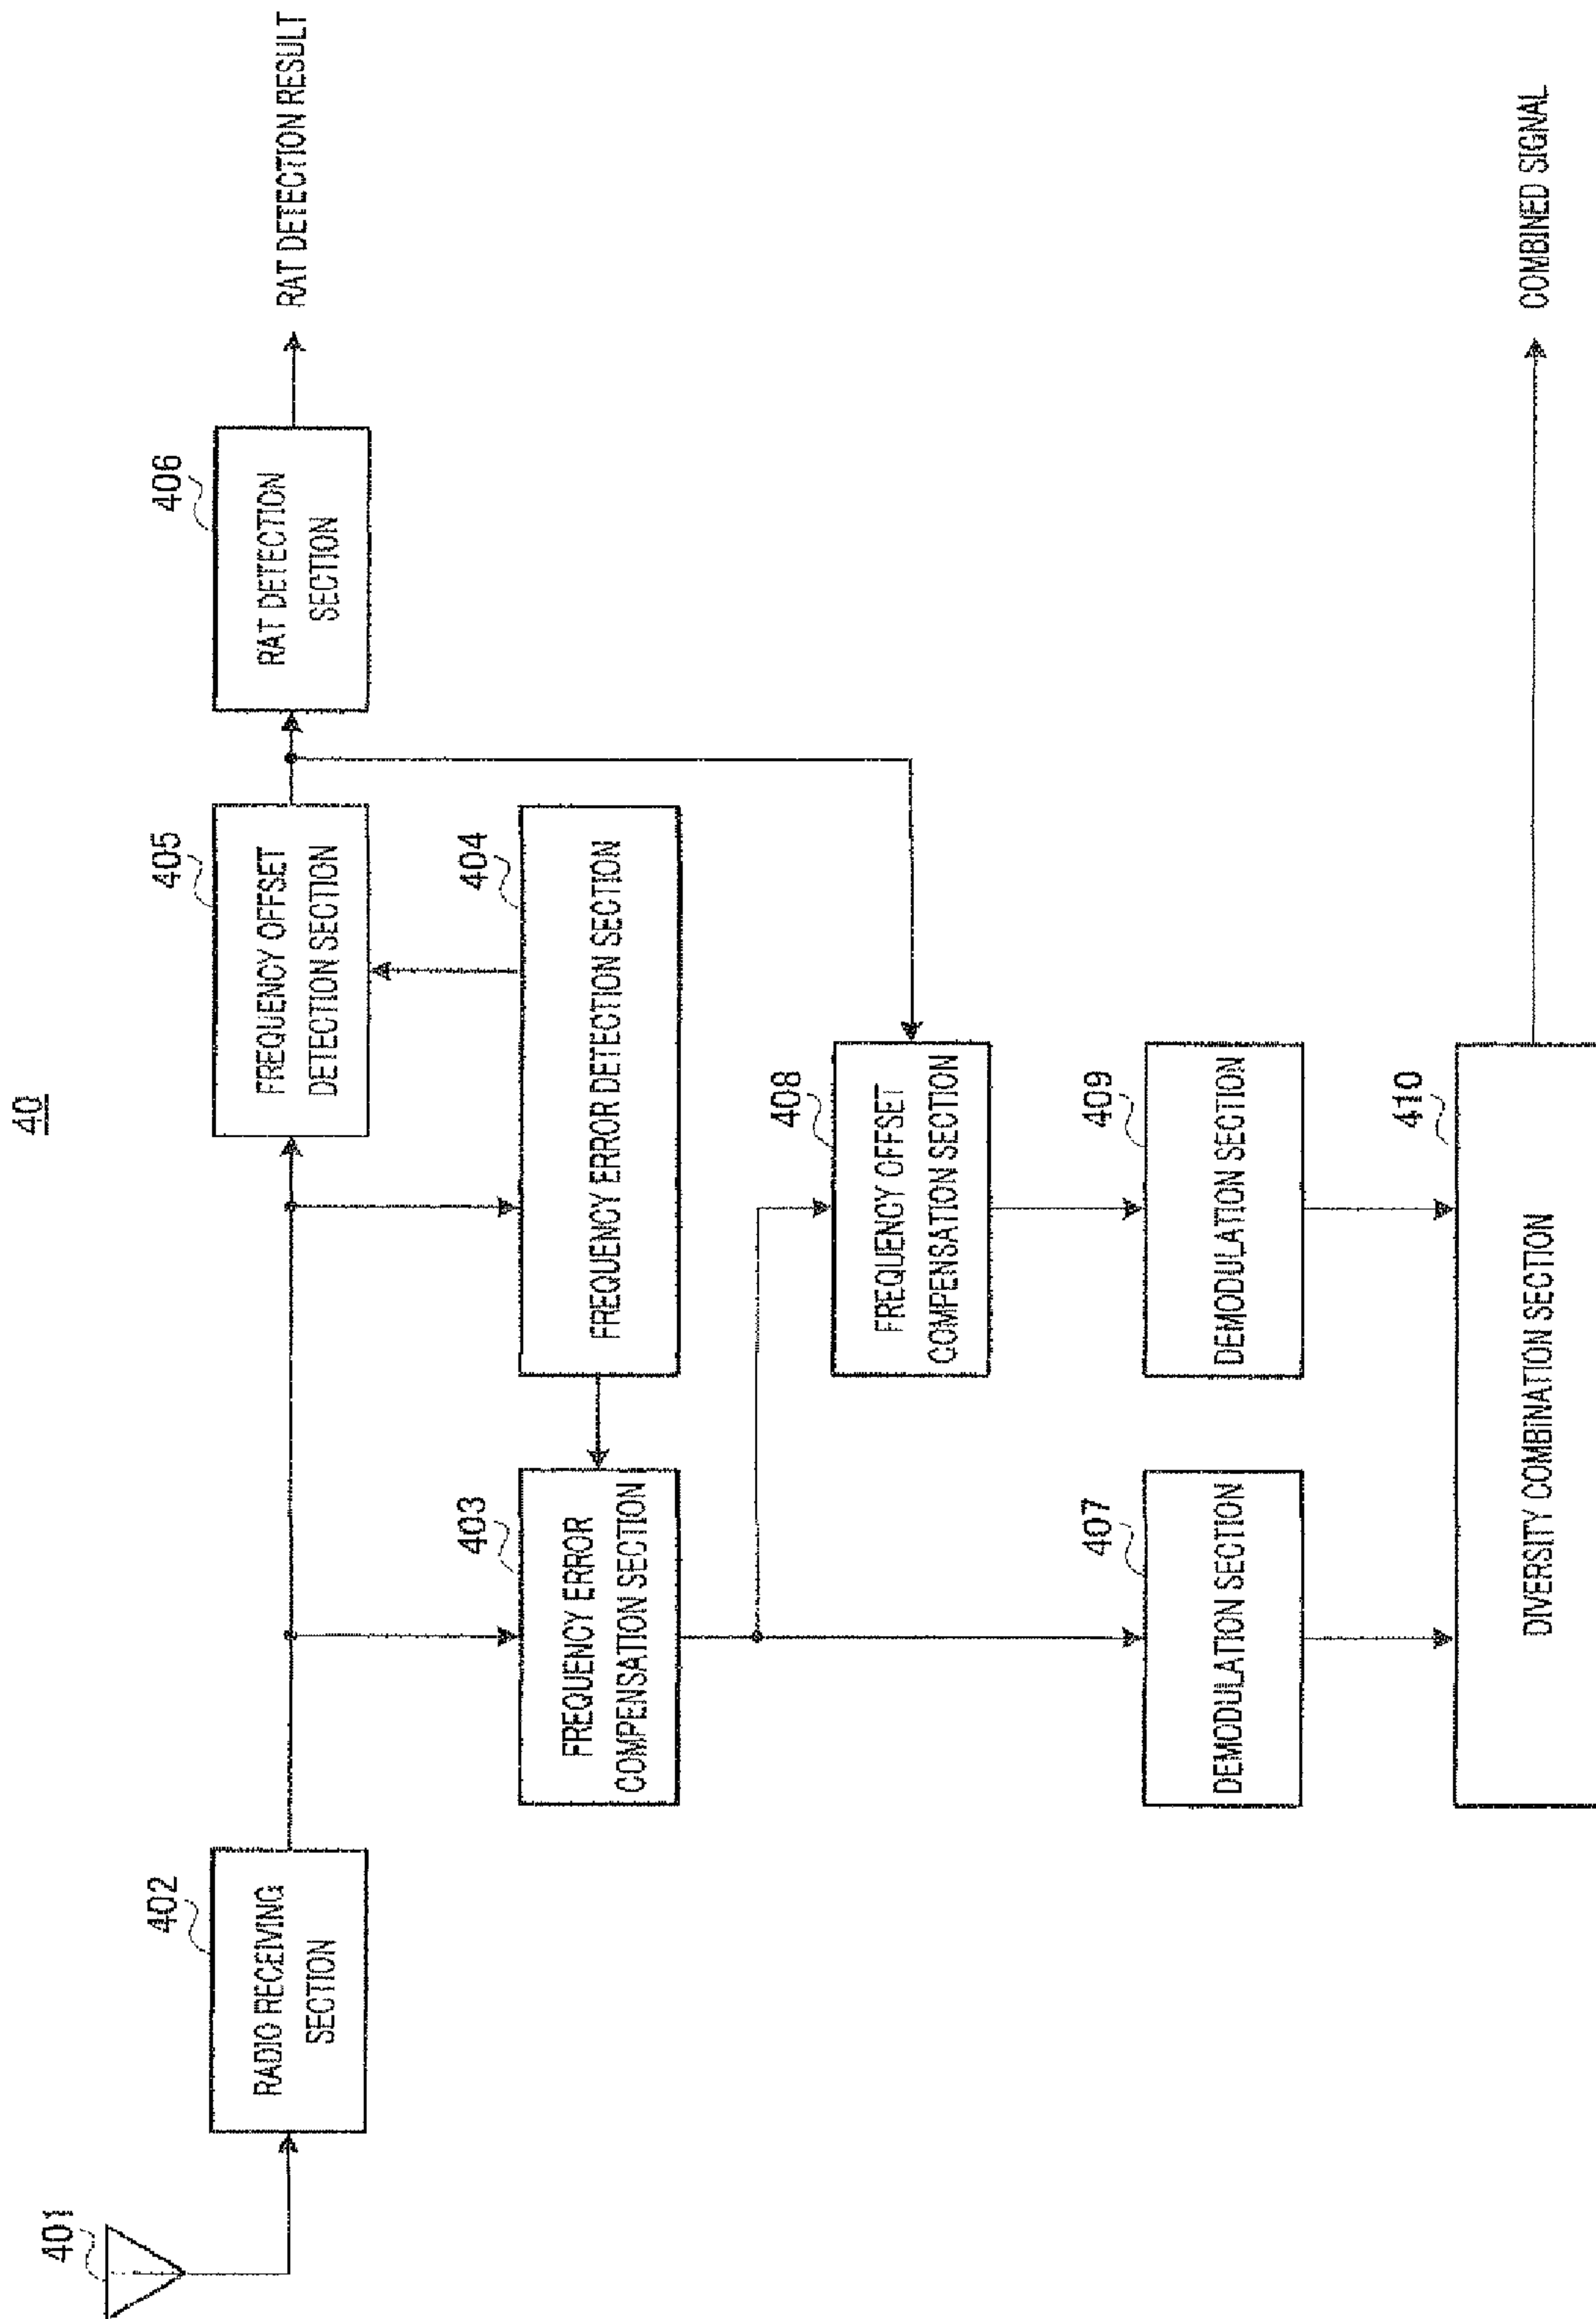 40
401
402
RADIO RECEIVING
SECTION
405
FREQUENCY OFFSET
DETECTION SECTION
406
RAT DETECTION
SECTION
RAT DETECTION RESULT
403
FREQUENCY ERROR
COMPENSATION SECTION
404
FREQUENCY ERROR DETECTION SECTION
408
FREQUENCY OFFSET
COMPENSATION SECTION
407
DEMODULATION SECTION
409
DEMODULATION SECTION
410
DIVERSITY COMBINATION SECTION
COMBINED SIGNAL